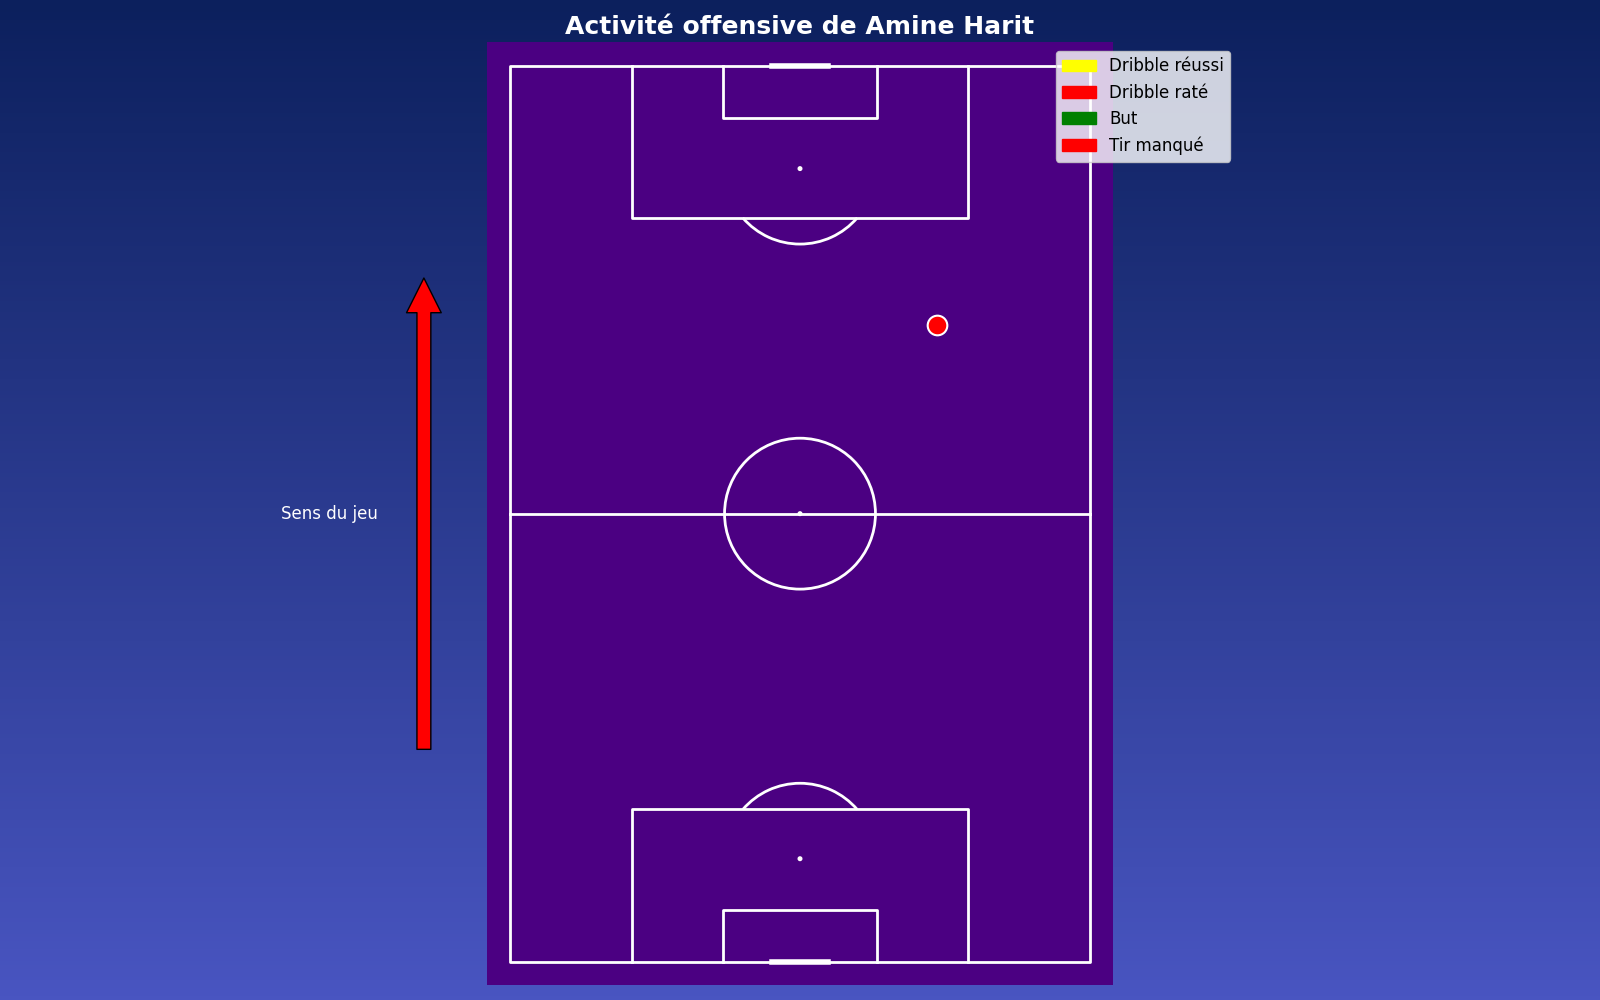 Activité offensive de Amine Harit
Dribble réussi
Dribble raté
But
Tir manqué
Sens du jeu